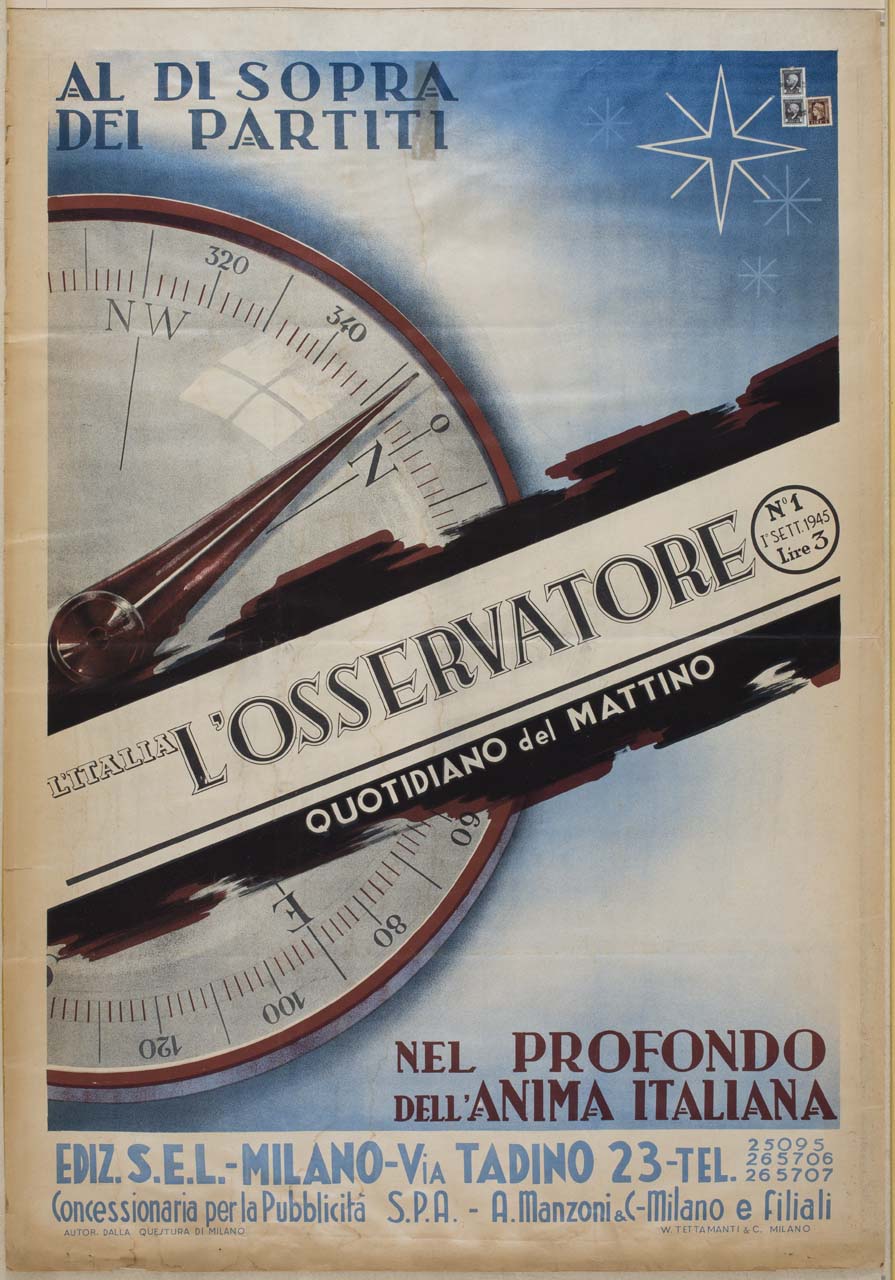 AL DI SOPRA
DEI PARTITI
320
NW
340
0
N
Nº1
1º SETT. 1945
Lire 3
L'ITALIA L'OSSERVATORE
QUOTIDIANO del MATTINO
60
E
80
100
120
NEL PROFONDO
DELL'ANIMA ITALIANA
EDIZ. S.E.L.-MILANO-VIA TADINO 23-TEL. 25095
265706
265707
Concessionaria per la Pubblicità S.P.A. - A. Manzoni & C-Milano e filiali
AUTOR. DALLA QUESTURA DI MILANO
W. TETTAMANTI & C. MILANO